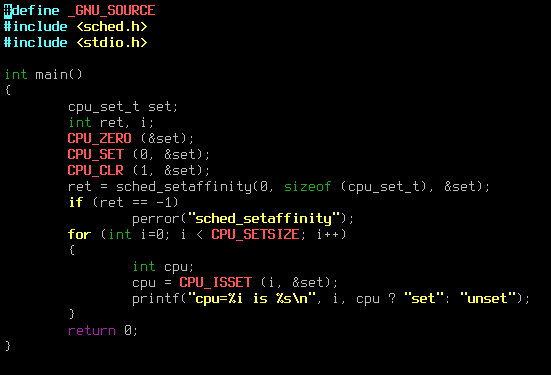 #define _GNU_SOURCE
#include <sched.h>
#include <stdio.h>

int main()
{
        cpu_set_t set;
        int ret, i;
        CPU_ZERO (&set);
        CPU_SET (0, &set);
        CPU_CLR (1, &set);
        ret = sched_setaffinity(0, sizeof (cpu_set_t), &set);
        if (ret == -1)
                perror("sched_setaffinity");
        for (int i=0; i < CPU_SETSIZE; i++)
        {
                int cpu;
                cpu = CPU_ISSET (i, &set);
                printf("cpu=%i is %s\n", i, cpu ? "set": "unset");
        }
        return 0;
}